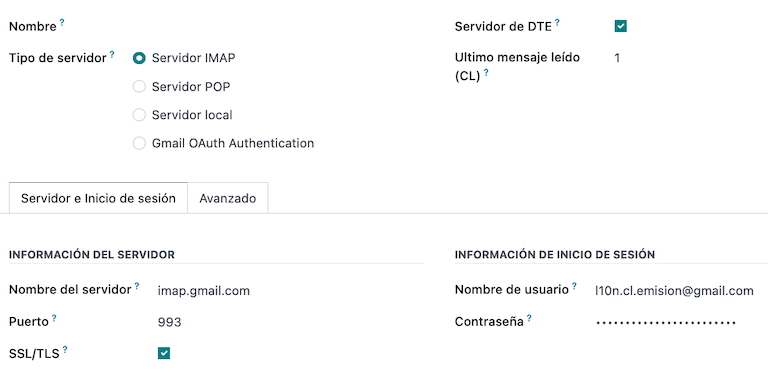 Nombre ?
Servidor de DTE ?
Tipo de servidor ?
Servidor IMAP
Ultimo mensaje leído
(CL) ?
1
Servidor POP
Servidor local
Gmail OAuth Authentication
Servidor e Inicio de sesión
Avanzado
INFORMACIÓN DEL SERVIDOR
INFORMACIÓN DE INICIO DE SESIÓN
Nombre del servidor ?
imap.gmail.com
Nombre de usuario ?
l10n.cl.emision@gmail.com
Puerto ?
993
Contraseña ?
SSL/TLS ?